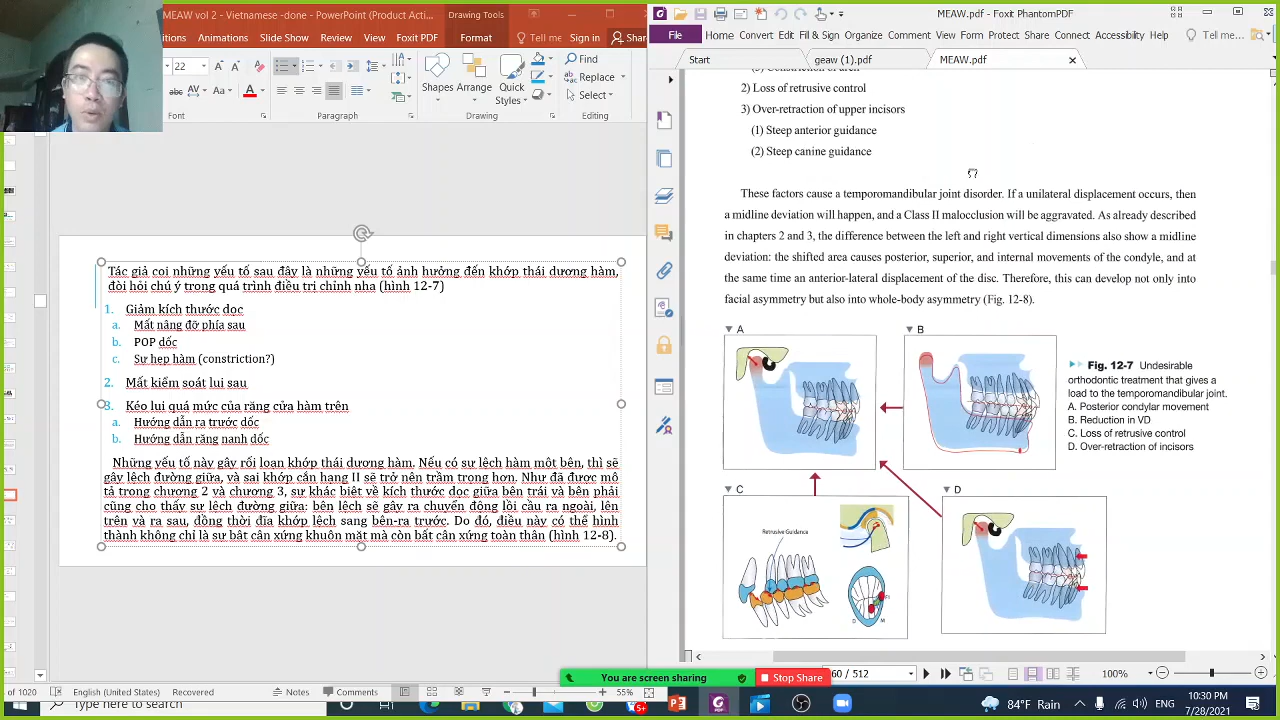 MEAW vol 2 - Vietnamese -done - PowerPoint (Product Acti...
Drawing Tools
MEAW.pdf - Foxit PhantomPDF
itions Animations Slide Show Review View Foxit PDF Format Tell me... Sign in Share
File Home Convert Edit Fill & Sign Organize Comment View Form Protect Share Connect Accessibility Help Tell me...
Start geaw (1).pdf MEAW.pdf
22
Find
Replace
Select
Shapes Arrange Quick Styles
Font Paragraph Drawing Editing
Tác giả coi những yếu tố sau đây là những yếu tố ảnh hưởng đến khớp thái dương hàm,
đòi hỏi chú ý trong quá trình điều trị chỉnh nha (hình 12-7)
1. Giảm kích thước dọc
a. Mất nâng đỡ phía sau
b. POP dốc
c. Sự hẹp hàm (constriction?)
2. Mất kiểm soát lui sau
3. Kéo lui quá mức của răng cửa hàm trên
a. Hướng dẫn ra trước dốc
b. Hướng dẫn răng nanh dốc
Những yếu tố này gây rối loạn khớp thái dương hàm. Nếu có sự lệch hàm một bên, thì sẽ
gây lệch đường giữa, và sai khớp cắn hạng II sẽ trở nên trầm trọng hơn. Như đã được mô
tả trong chương 2 và chương 3, sự khác biệt về kích thước dọc giữa bên trái và bên phải
cũng cho thấy sự lệch đường giữa: bên lệch sẽ gây ra chuyển động lồi cầu ra ngoài, lên
trên và ra sau, đồng thời đĩa khớp lệch sang bên-ra trước. Do đó, điều này có thể hình
thành không chỉ là sự bất cân xứng khuôn mặt mà còn bất cân xứng toàn thân (hình 12-8).
2) Loss of retrusive control
3) Over-retraction of upper incisors
(1) Steep anterior guidance
(2) Steep canine guidance
These factors cause a temporomandibular joint disorder. If a unilateral displacement occurs, then
a midline deviation will happen, and a Class II malocclusion will be aggravated. As already described
in chapters 2 and 3, the difference between the left and right vertical dimensions also show a midline
deviation: the shifted area causes posterior, superior, and internal movements of the condyle, and at
the same time an anterior-lateral displacement of the disc. Therefore, this can develop not only into
facial asymmetry but also into whole-body asymmetry (Fig. 12-8).
A
B
Fig. 12-7 Undesirable
orthodontic treatment that gives a
load to the temporomandibular joint.
A. Posterior condylar movement
B. Reduction in VD
C. Loss of retrusive control
D. Over-retraction of incisors
C
D
Retrusive Guidance
D M
60 / 512
100%
of 1020 English (United States) Recovered Notes Comments 55%
You are screen sharing Stop Share
Type here to search
5+
84°F Rain
ENG
10:30 PM
7/28/2021